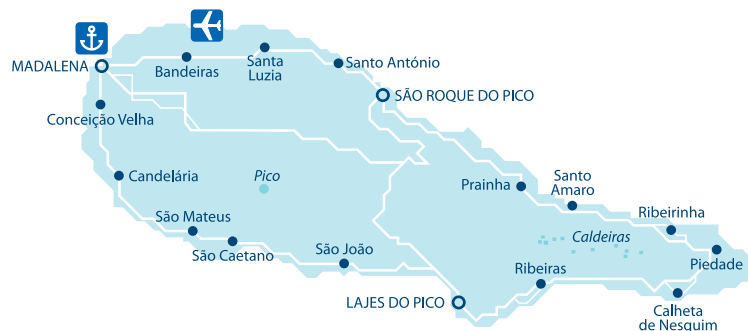 MADALENA
Bandeiras
Santa
Luzia
Santo António
SÃO ROQUE DO PICO
Conceição Velha
Candelária
Pico
Prainha
Santo
Amaro
São Mateus
Ribeirinha
São Caetano
São João
Caldeiras
Piedade
Ribeiras
LAJES DO PICO
Calheta
de Nesquim